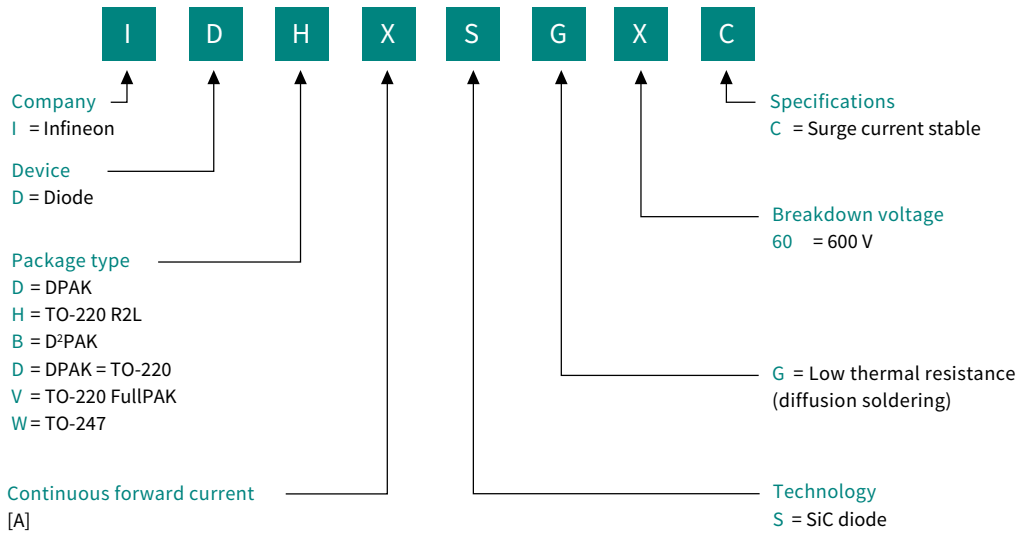 I D H X S G X C
Company
I = Infineon
Device
D = Diode
Package type
D = DPAK
H = TO-220 R2L
B = D²PAK
D = DPAK = TO-220
V = TO-220 FullPAK
W = TO-247
Continuous forward current
[A]
Specifications
C = Surge current stable
Breakdown voltage
60 = 600 V
G = Low thermal resistance
(diffusion soldering)
Technology
S = SiC diode